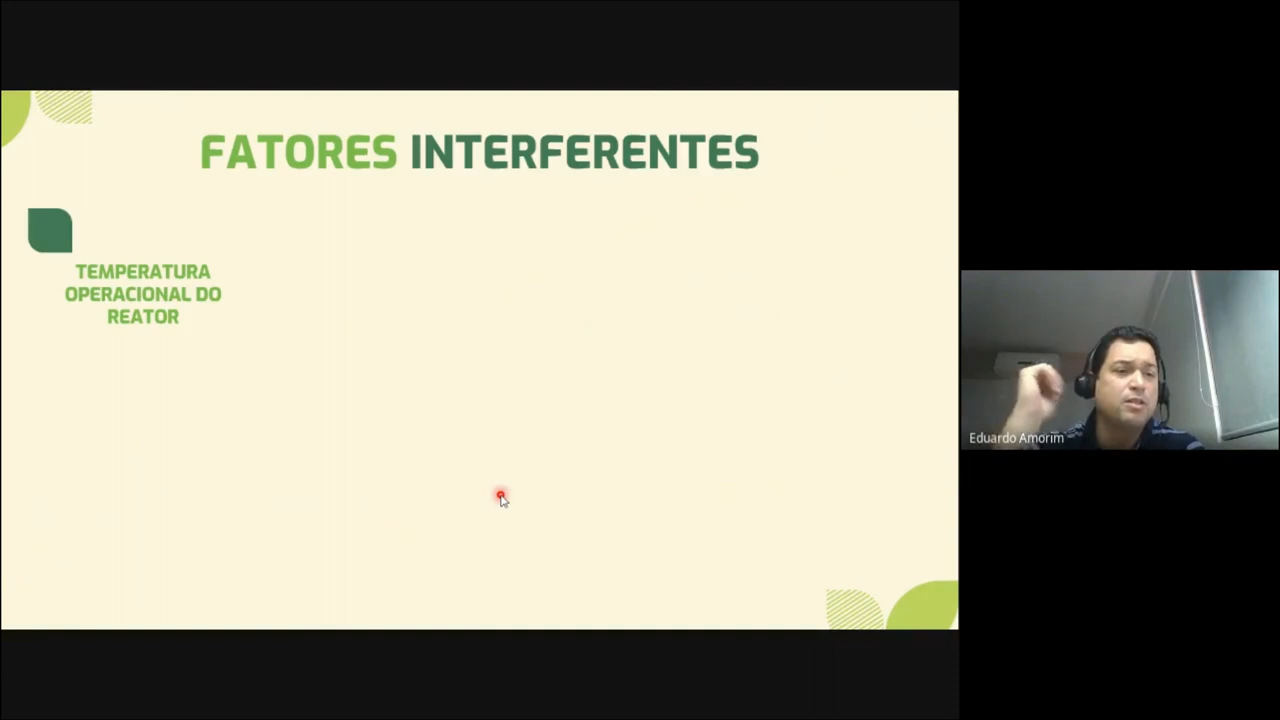 FATORES INTERFERENTES
TEMPERATURA
OPERACIONAL DO
REATOR
Eduardo Amorim